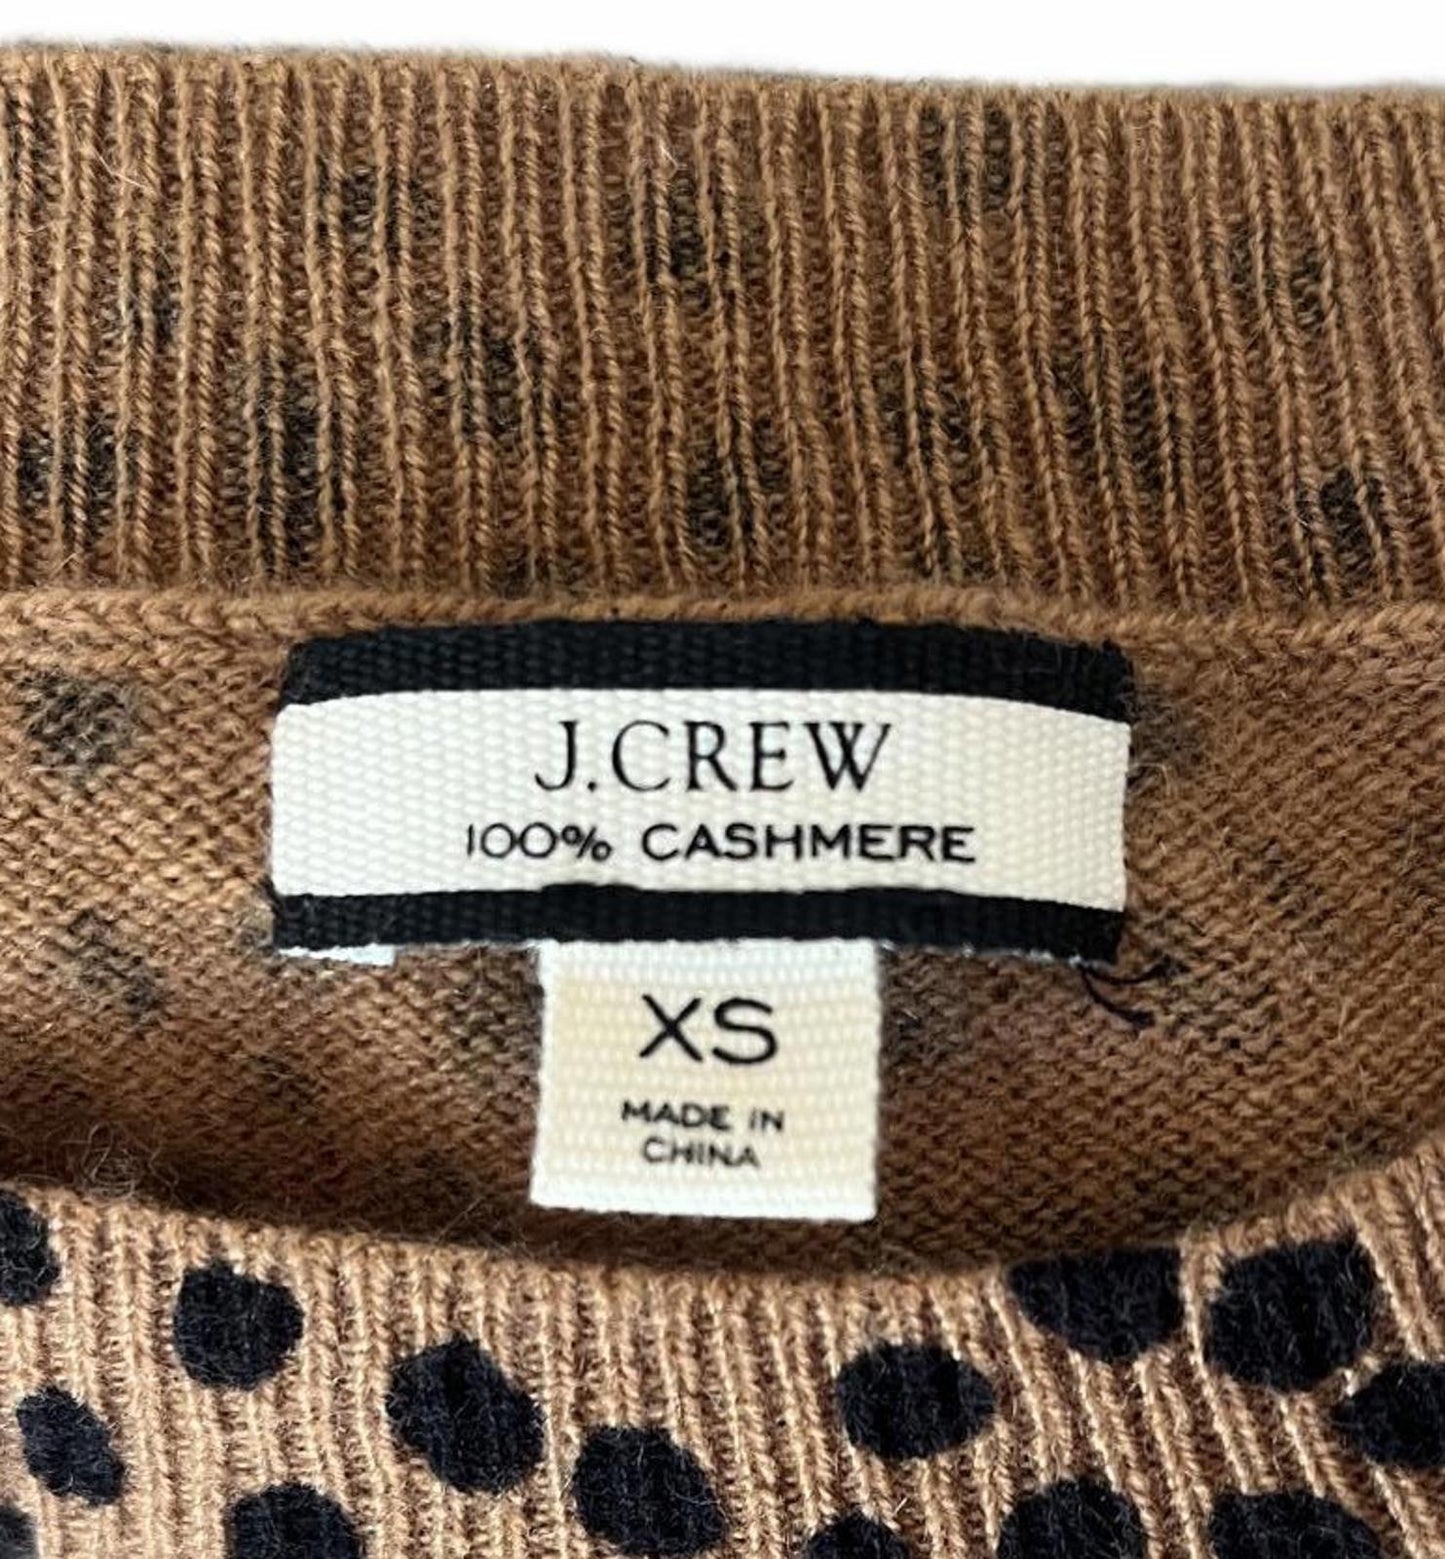 J.CREW
100% CASHMERE
XS
MADE IN
CHINA